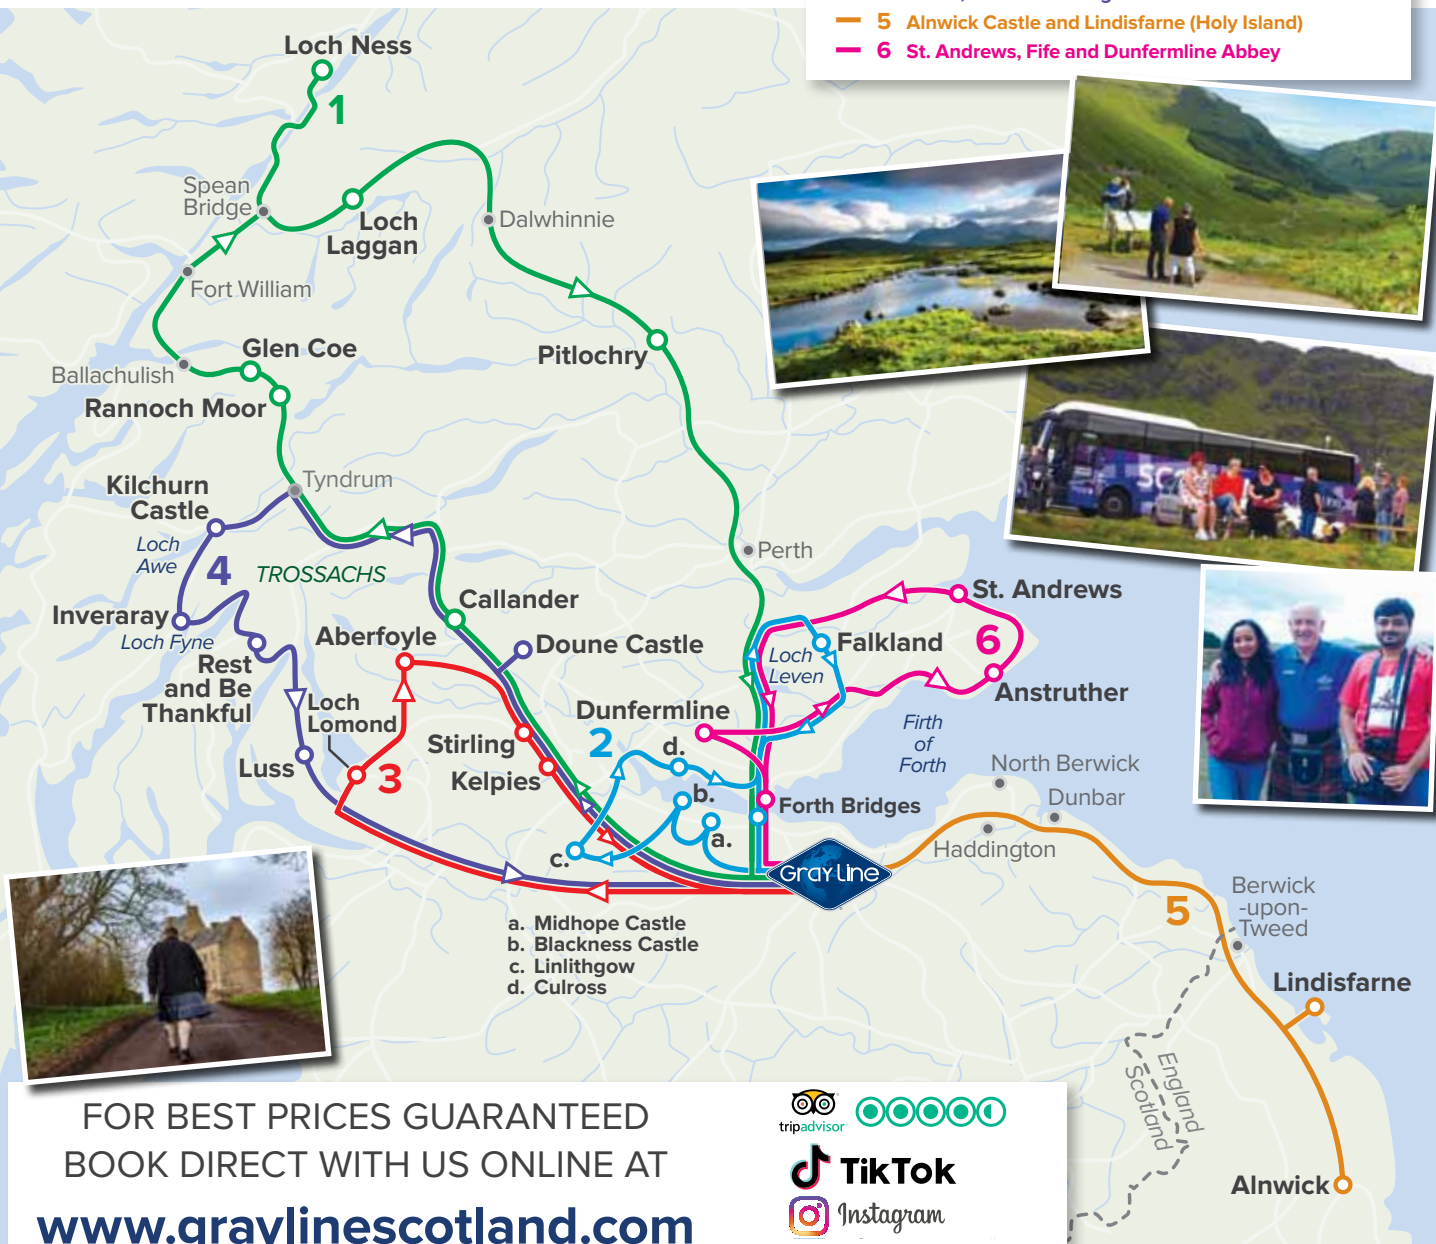 5 Alnwick Castle and Lindisfarne (Holy Island)
6 St. Andrews, Fife and Dunfermline Abbey
Loch Ness
1
Spean
Bridge
Loch
Laggan
Dalwhinnie
Fort William
Glen Coe
Pitlochry
Ballachulish
Rannoch Moor
Tyndrum
Kilchurn
Castle
Loch
Awe
4
TROSSACHS
Perth
Callander
St. Andrews
Inveraray
Loch Fyne
Aberfoyle
Doune Castle
Falkland
6
Loch
Leven
Rest
and Be
Thankful
Anstruther
Loch
Lomond
Dunfermline
Firth
of
Forth
Stirling
2
d.
Luss
3
Kelpies
b.
Forth Bridges
North Berwick
Dunbar
a.
c.
Haddington
Gray Line
5
Berwick
-upon-
Tweed
a. Midhope Castle
b. Blackness Castle
c. Linlithgow
d. Culross
Lindisfarne
England
Scotland
Alnwick
FOR BEST PRICES GUARANTEED
BOOK DIRECT WITH US ONLINE AT
www.graylinescotland.com
tripadvisor
TikTok
Instagram